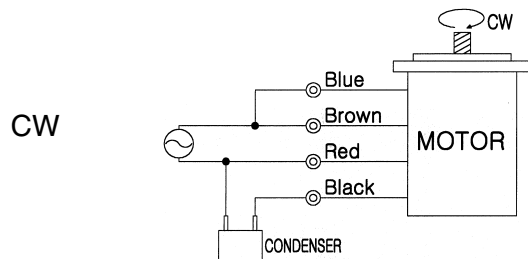 CW
Blue
Brown
CW
Red
MOTOR
Black
CONDENSER